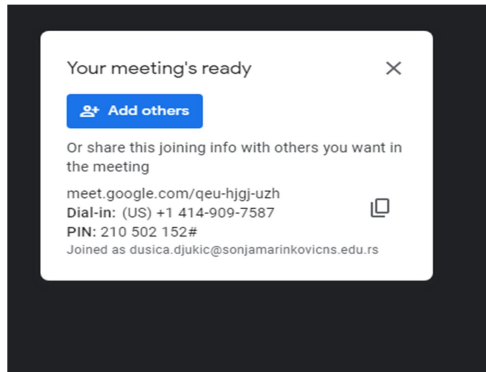 Your meeting's ready
Add others
Or share this joining info with others you want in
the meeting
meet.google.com/qeu-hjgj-uzh
Dial-in: (US) +1 414-909-7587
PIN: 210 502 152#
Joined as dusica.djukic@sonjamarinkovicns.edu.rs